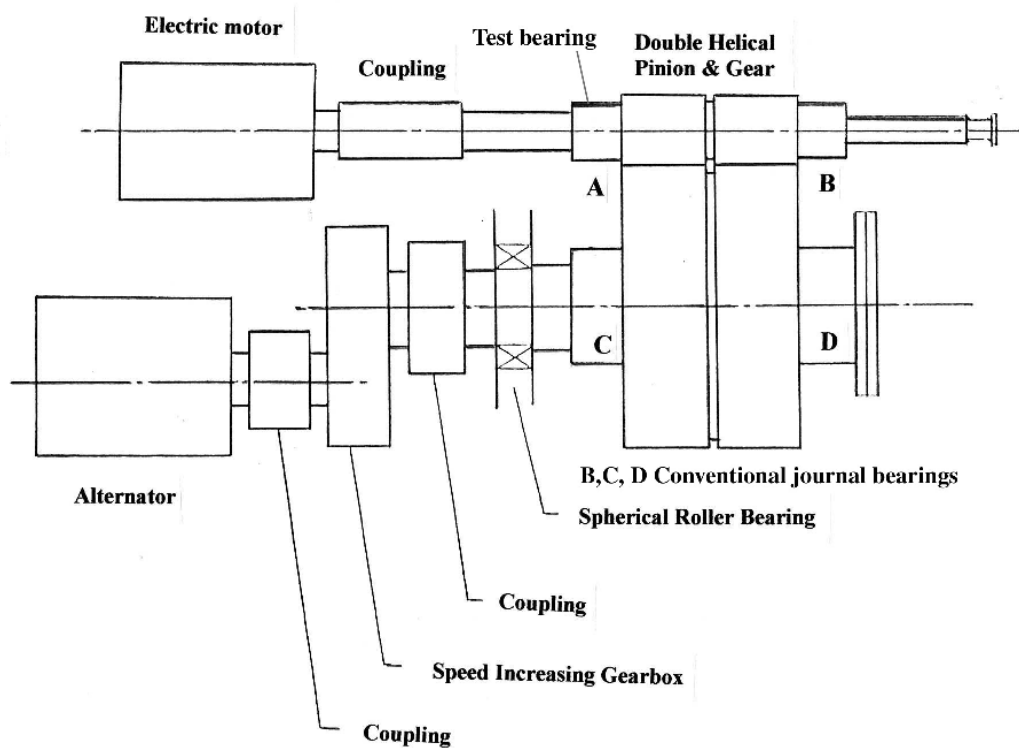 Electric motor
Test bearing
Double Helical
Pinion & Gear
Coupling
A
B
C
D
B,C, D Conventional journal bearings
Alternator
Spherical Roller Bearing
Coupling
Speed Increasing Gearbox
Coupling